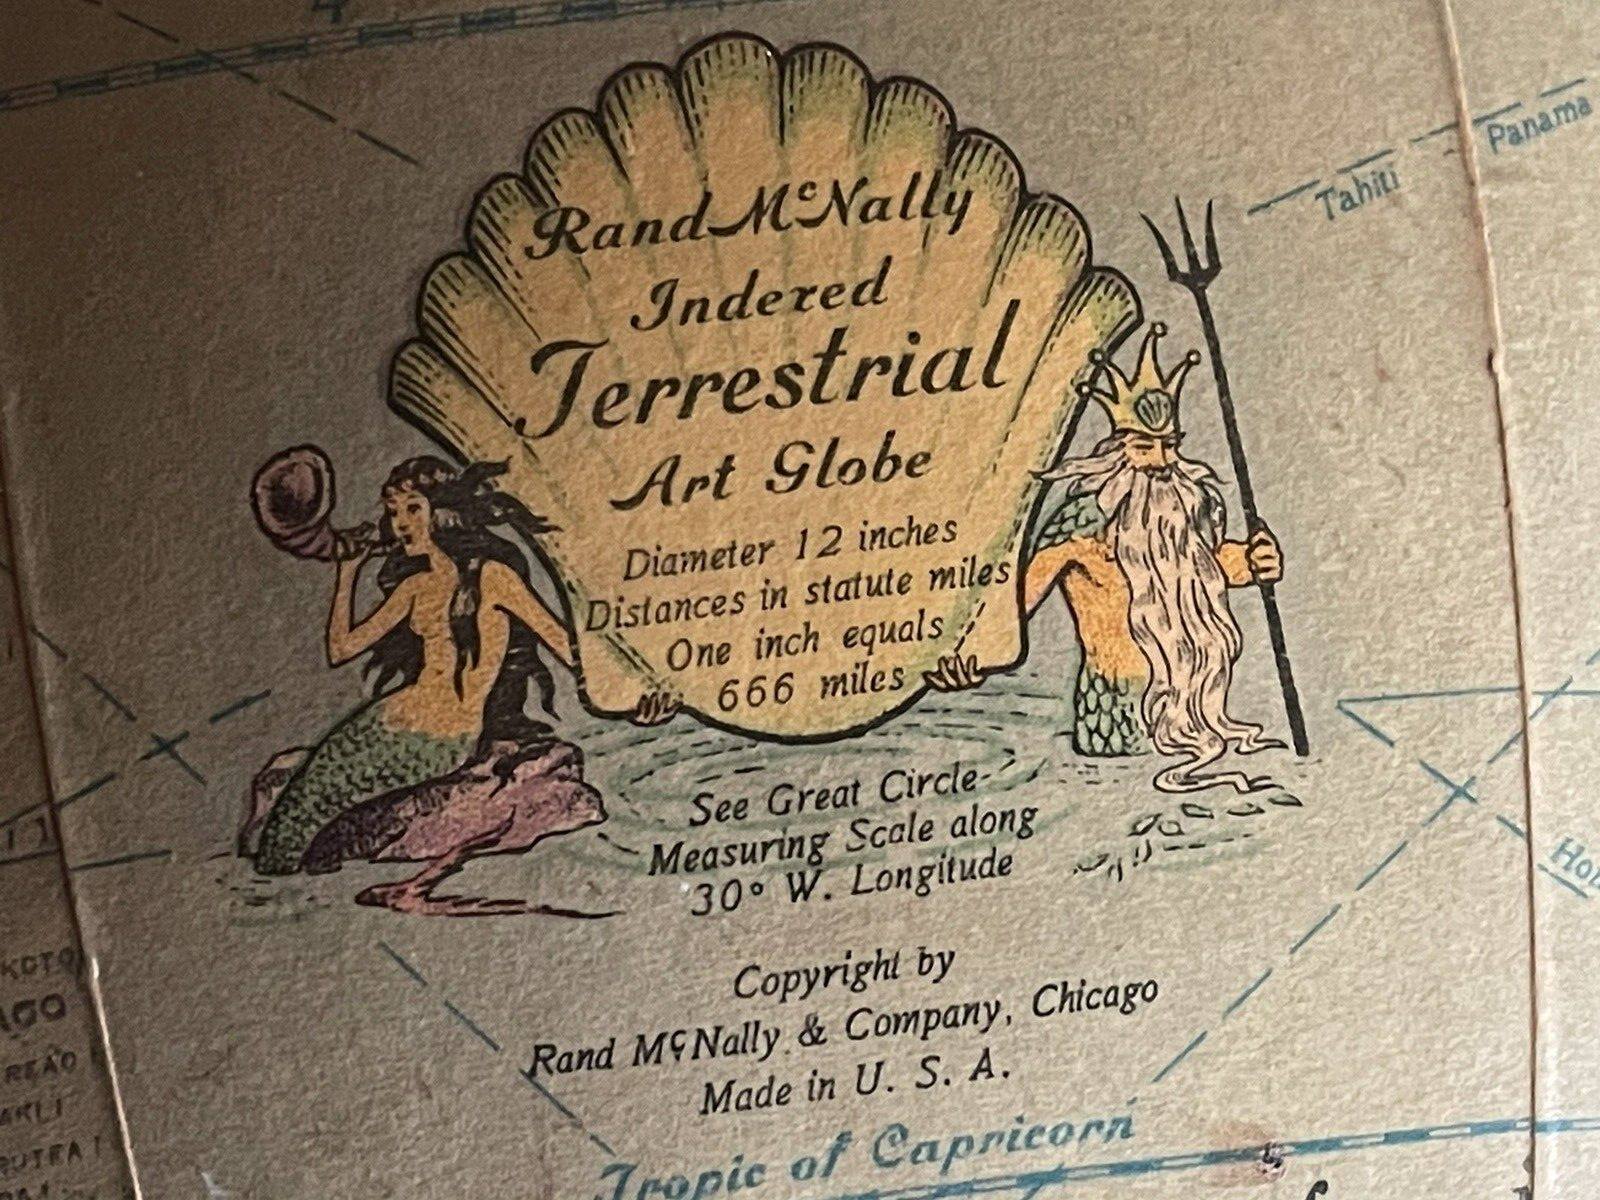 4
Rand McNally
Indexed
Terrestrial
Art Globe
Diameter 12 inches
Distances in statute miles
One inch equals
666 miles
See Great Circle
Measuring Scale along
30° W. Longitude
Copyright by
Rand McNally & Company, Chicago
Made in U. S. A.
Tropic of Capricorn
Tahiti
Panama